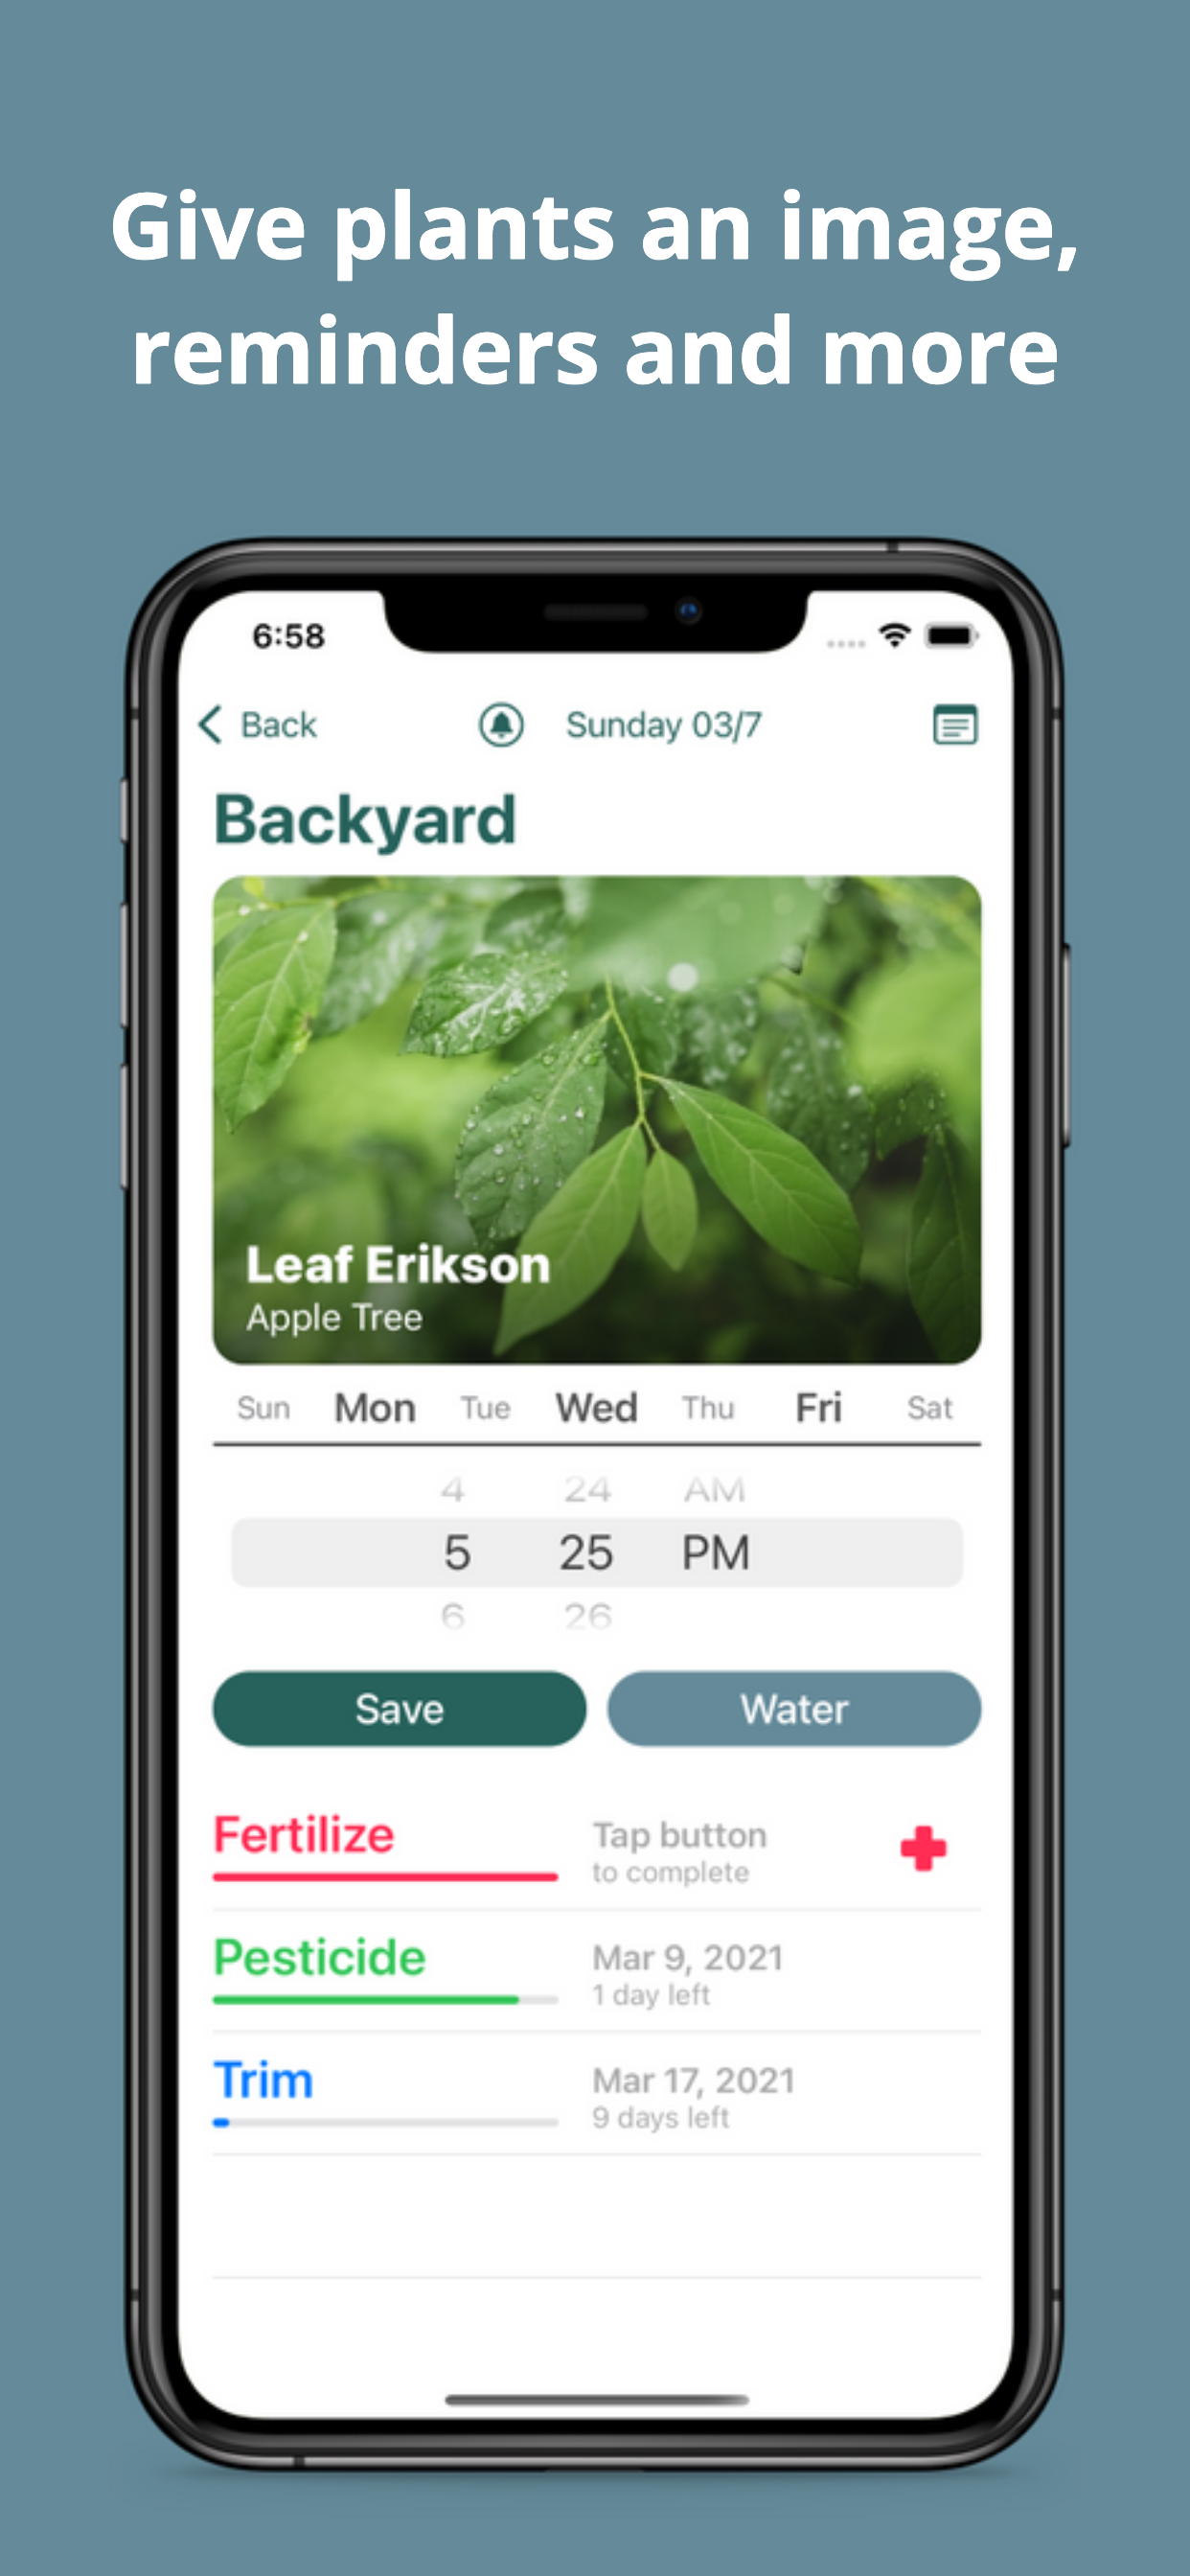 Give plants an image,
reminders and more
6:58
Back
Sunday 03/7
Backyard
Leaf Erikson
Apple Tree
Sun Mon Tue Wed Thu Fri Sat
4 24 AM
5 25 PM
6 26
Save
Water
Fertilize
Tap button
to complete
Pesticide
Mar 9, 2021
1 day left
Trim
Mar 17, 2021
9 days left